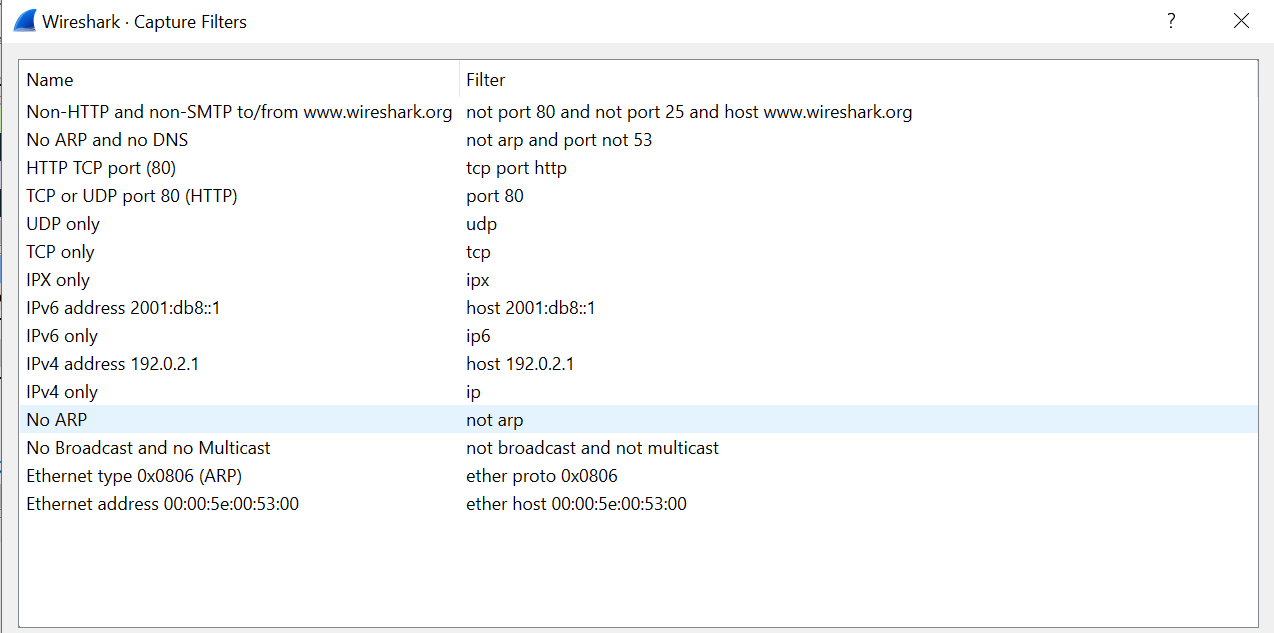 Wireshark · Capture Filters ?
Name Filter
Non-HTTP and non-SMTP to/from www.wireshark.org not port 80 and not port 25 and host www.wireshark.org
No ARP and no DNS not arp and port not 53
HTTP TCP port (80) tcp port http
TCP or UDP port 80 (HTTP) port 80
UDP only udp
TCP only tcp
IPX only ipx
IPv6 address 2001:db8::1 host 2001:db8::1
IPv6 only ip6
IPv4 address 192.0.2.1 host 192.0.2.1
IPv4 only ip
No ARP not arp
No Broadcast and no Multicast not broadcast and not multicast
Ethernet type 0x0806 (ARP) ether proto 0x0806
Ethernet address 00:00:5e:00:53:00 ether host 00:00:5e:00:53:00